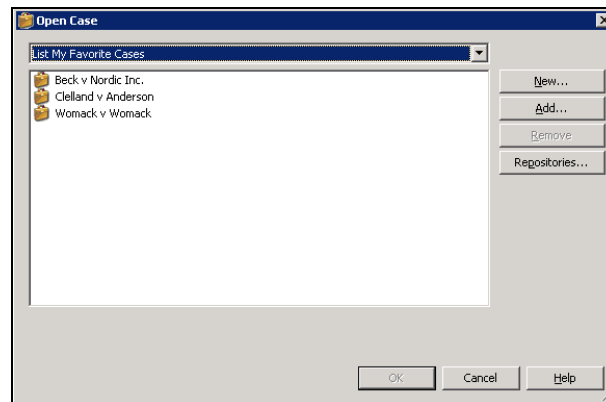 Open Case
List My Favorite Cases
Beck v Nordic Inc.
Clelland v Anderson
Womack v Womack
New...
Add...
Remove
Repositories...
OK
Cancel
Help